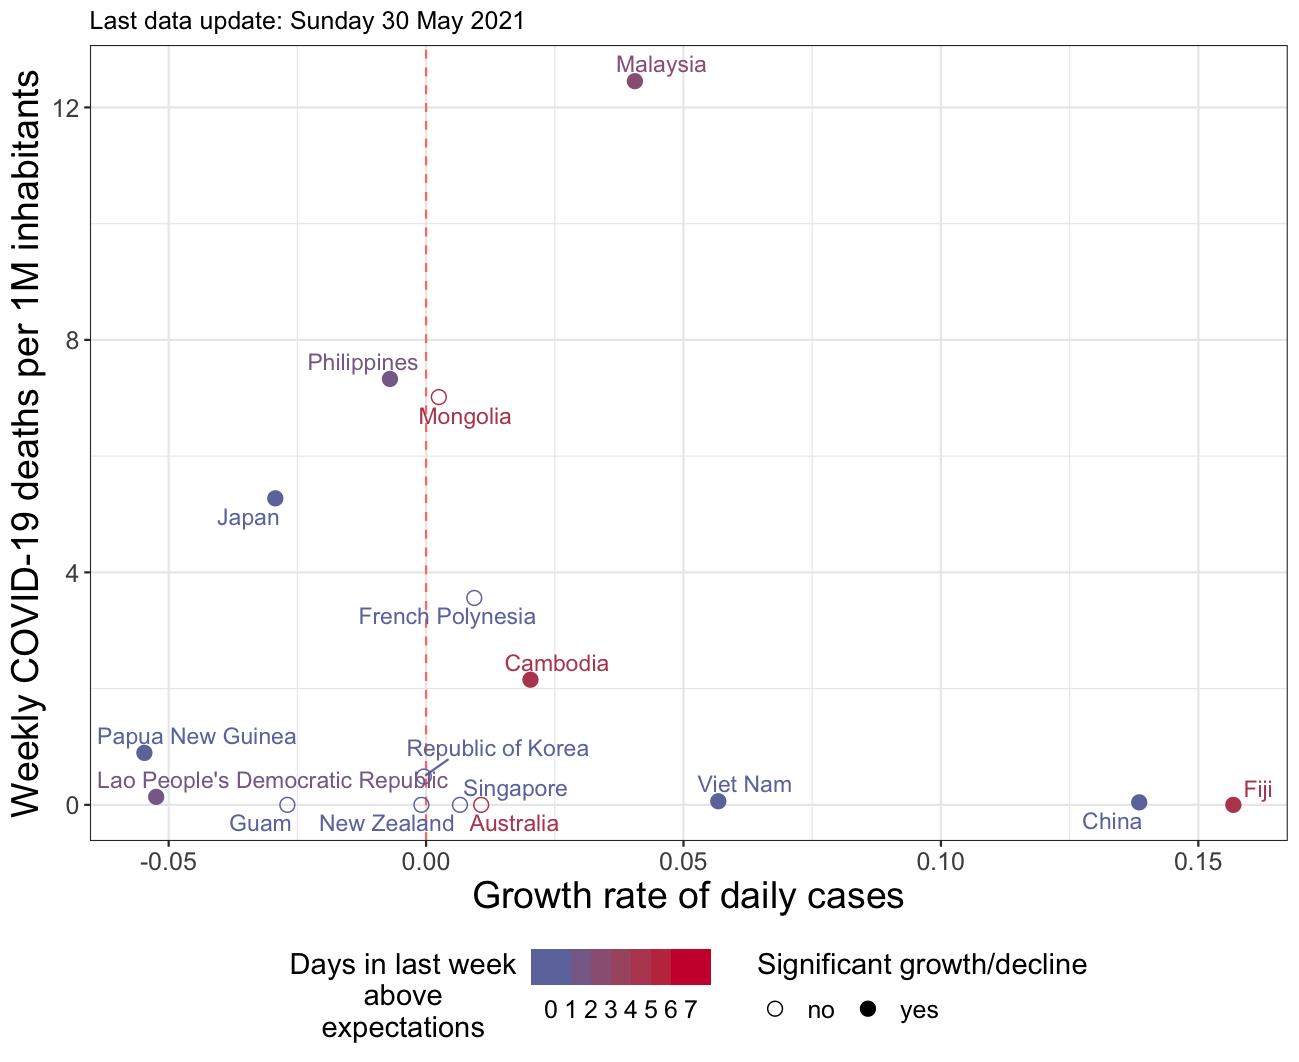 Last data update: Sunday 30 May 2021
Weekly COVID-19 deaths per 1M inhabitants
12
8
4
0
Malaysia
Philippines
Mongolia
Japan
French Polynesia
Cambodia
Papua New Guinea
Republic of Korea
Lao People's Democratic Republic
Singapore
Viet Nam
Fiji
Guam
New Zealand
Australia
China
-0.05
0.00
0.05
0.10
0.15
Growth rate of daily cases
Days in last week
above
expectations
0 1 2 3 4 5 6 7
Significant growth/decline
no
yes